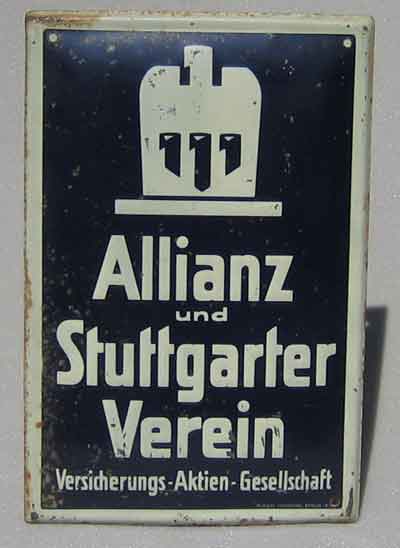 Allianz
und
Stuttgarter
Verein
Versicherungs-Aktien-Gesellschaft